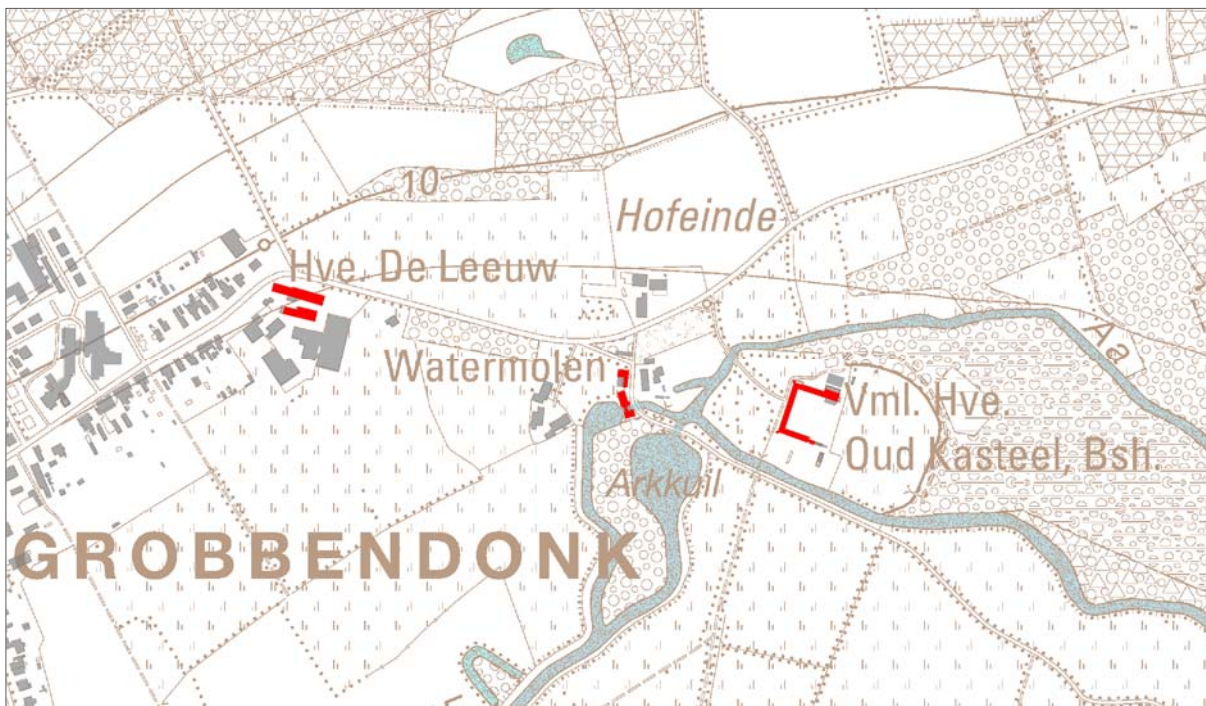 10
Hofeinde
Hve. De Leeuw
Aa
Watermolen
Vml. Hve.
Oud Kasteel, Bsh.
Arkkuil
GROBBENDONK